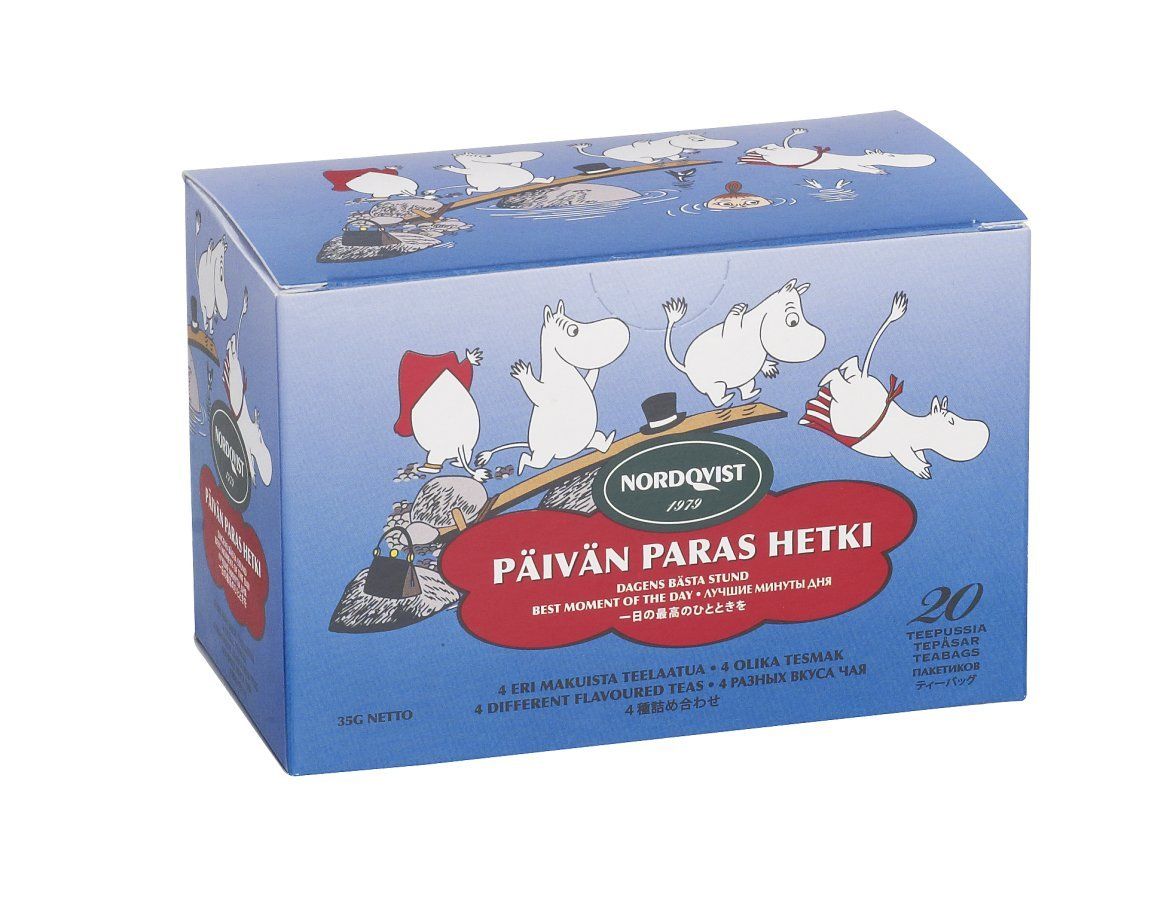 NORDQVIST
1979
PÄIVÄN PARAS HETKI
DAGENS BÄSTA STUND
BEST MOMENT OF THE DAY • ЛУЧШИЕ МИНУТЫ ДНЯ
一日の最高のひとときを
20
TEEPUSSIA
TEPÅSAR
TEABAGS
ПАКЕТИКОВ
ティーバッグ
4 ERI MAKUISTA TEELAATUA • 4 OLIKA TESMAK
4 DIFFERENT FLAVOURED TEAS • 4 РАЗНЫХ ВКУСА ЧАЯ
4種詰め合わせ
35G NETTO
NORDQVIST
1979
PÄIVÄN PARAS HETKI